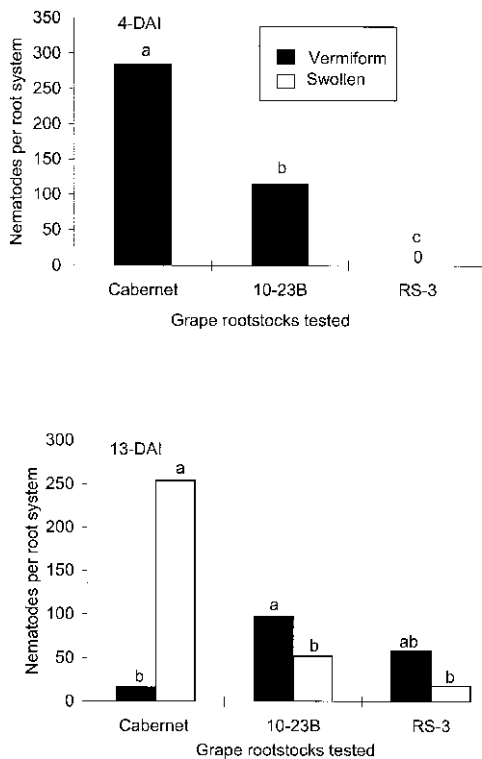 350
4-DAI
a
300
Vermiform
Swollen
250
200
150
b
100
50
c
0
0
Nematodes per root system
Cabernet
10-23B
RS-3
Grape rootstocks tested
300
13-DAI
a
250
200
150
100
a
ab
50
b
b
b
0
Nematodes per root system
Cabernet
10-23B
RS-3
Grape rootstocks tested